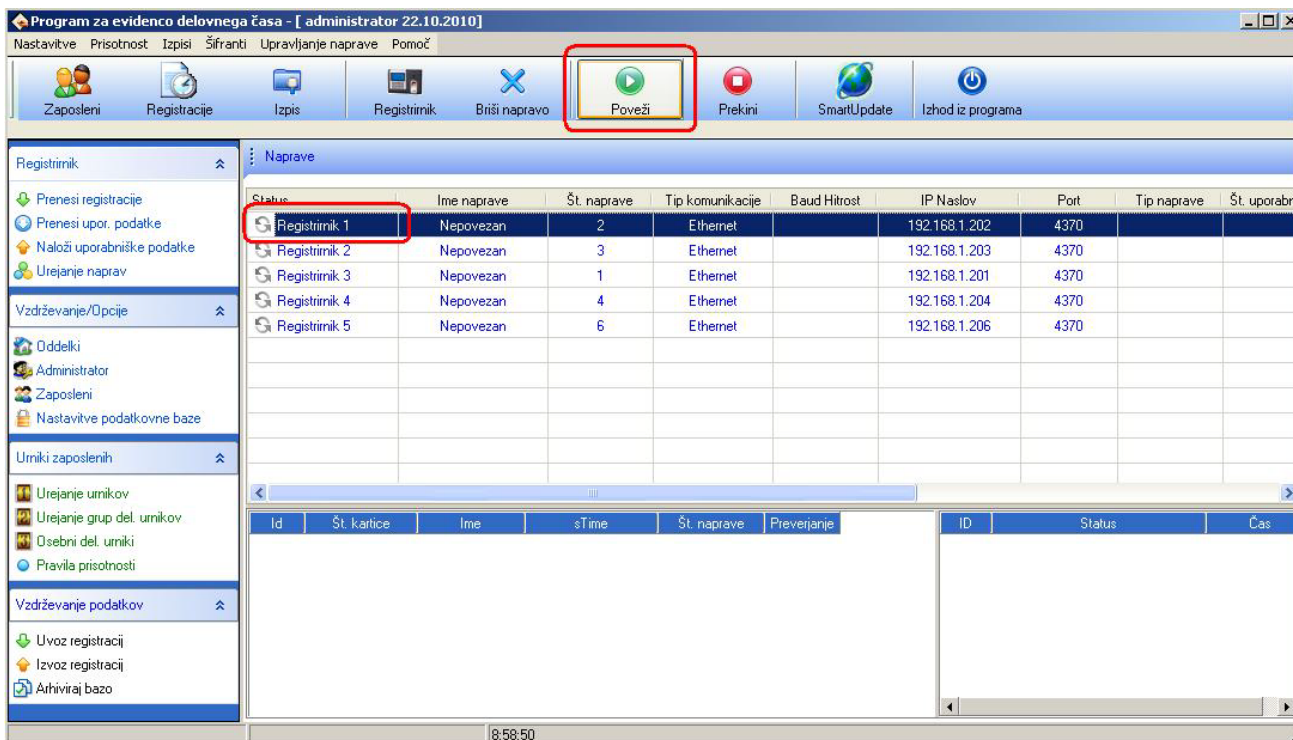 Program za evidenco delovnega časa - [ administrator 22.10.2010]
Nastavitve Prisotnost Izpisi Šifranti Upravljanje naprave Pomoč
Zaposleni Registracije Izpis Registrirnik Briši napravo Poveži Prekini SmartUpdate Izhod iz programa
Registrirnik
Prenesi registracije
Prenesi upor. podatke
Naloži uporabniške podatke
Urejanje naprav
Vzdrževanje/Opcije
Oddelki
Administrator
Zaposleni
Nastavitve podatkovne baze
Urniki zaposlenih
Urejanje urnikov
Urejanje grup del. urnikov
Osebni del. urniki
Pravila prisotnosti
Vzdrževanje podatkov
Uvoz registracij
Izvoz registracij
Arhiviraj bazo
Naprave
Status Ime naprave Št. naprave Tip komunikacije Baud Hitrost IP Naslov Port Tip naprave Št. uporabr
Registrirnik 1 Nepovezan 2 Ethernet 192.168.1.202 4370
Registrirnik 2 Nepovezan 3 Ethernet 192.168.1.203 4370
Registrirnik 3 Nepovezan 1 Ethernet 192.168.1.201 4370
Registrirnik 4 Nepovezan 4 Ethernet 192.168.1.204 4370
Registrirnik 5 Nepovezan 6 Ethernet 192.168.1.206 4370
Id Št. kartice Ime sTime Št. naprave Preverjanje
ID Status Čas
8:58:50